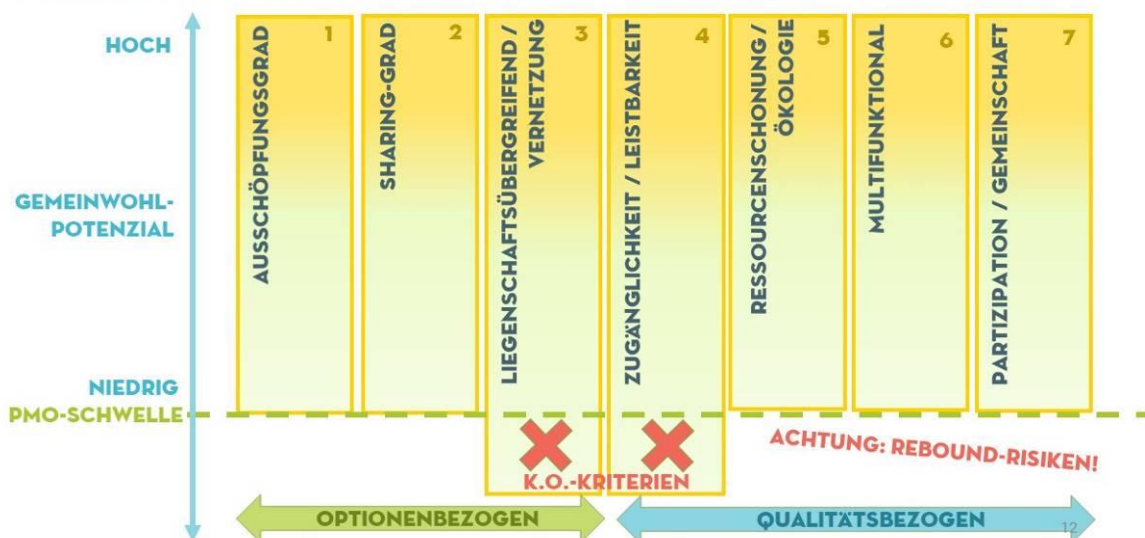 HOCH
GEMEINWOHL-
POTENZIAL
NIEDRIG
PMO-SCHWELLE
1
AUSSCHÖPFUNGSGRAD
2
SHARING-GRAD
3
LIEGENSCHAFTSÜBERGREIFEND /
VERNETZUNG
4
ZUGÄNGLICHKEIT / LEISTBARKEIT
5
RESSOURCENSCHONUNG /
ÖKOLOGIE
6
MULTIFUNKTIONAL
7
PARTIZIPATION / GEMEINSCHAFT
K.O.-KRITERIEN
ACHTUNG: REBOUND-RISIKEN!
OPTIONENBEZOGEN
QUALITÄTSBEZOGEN
12